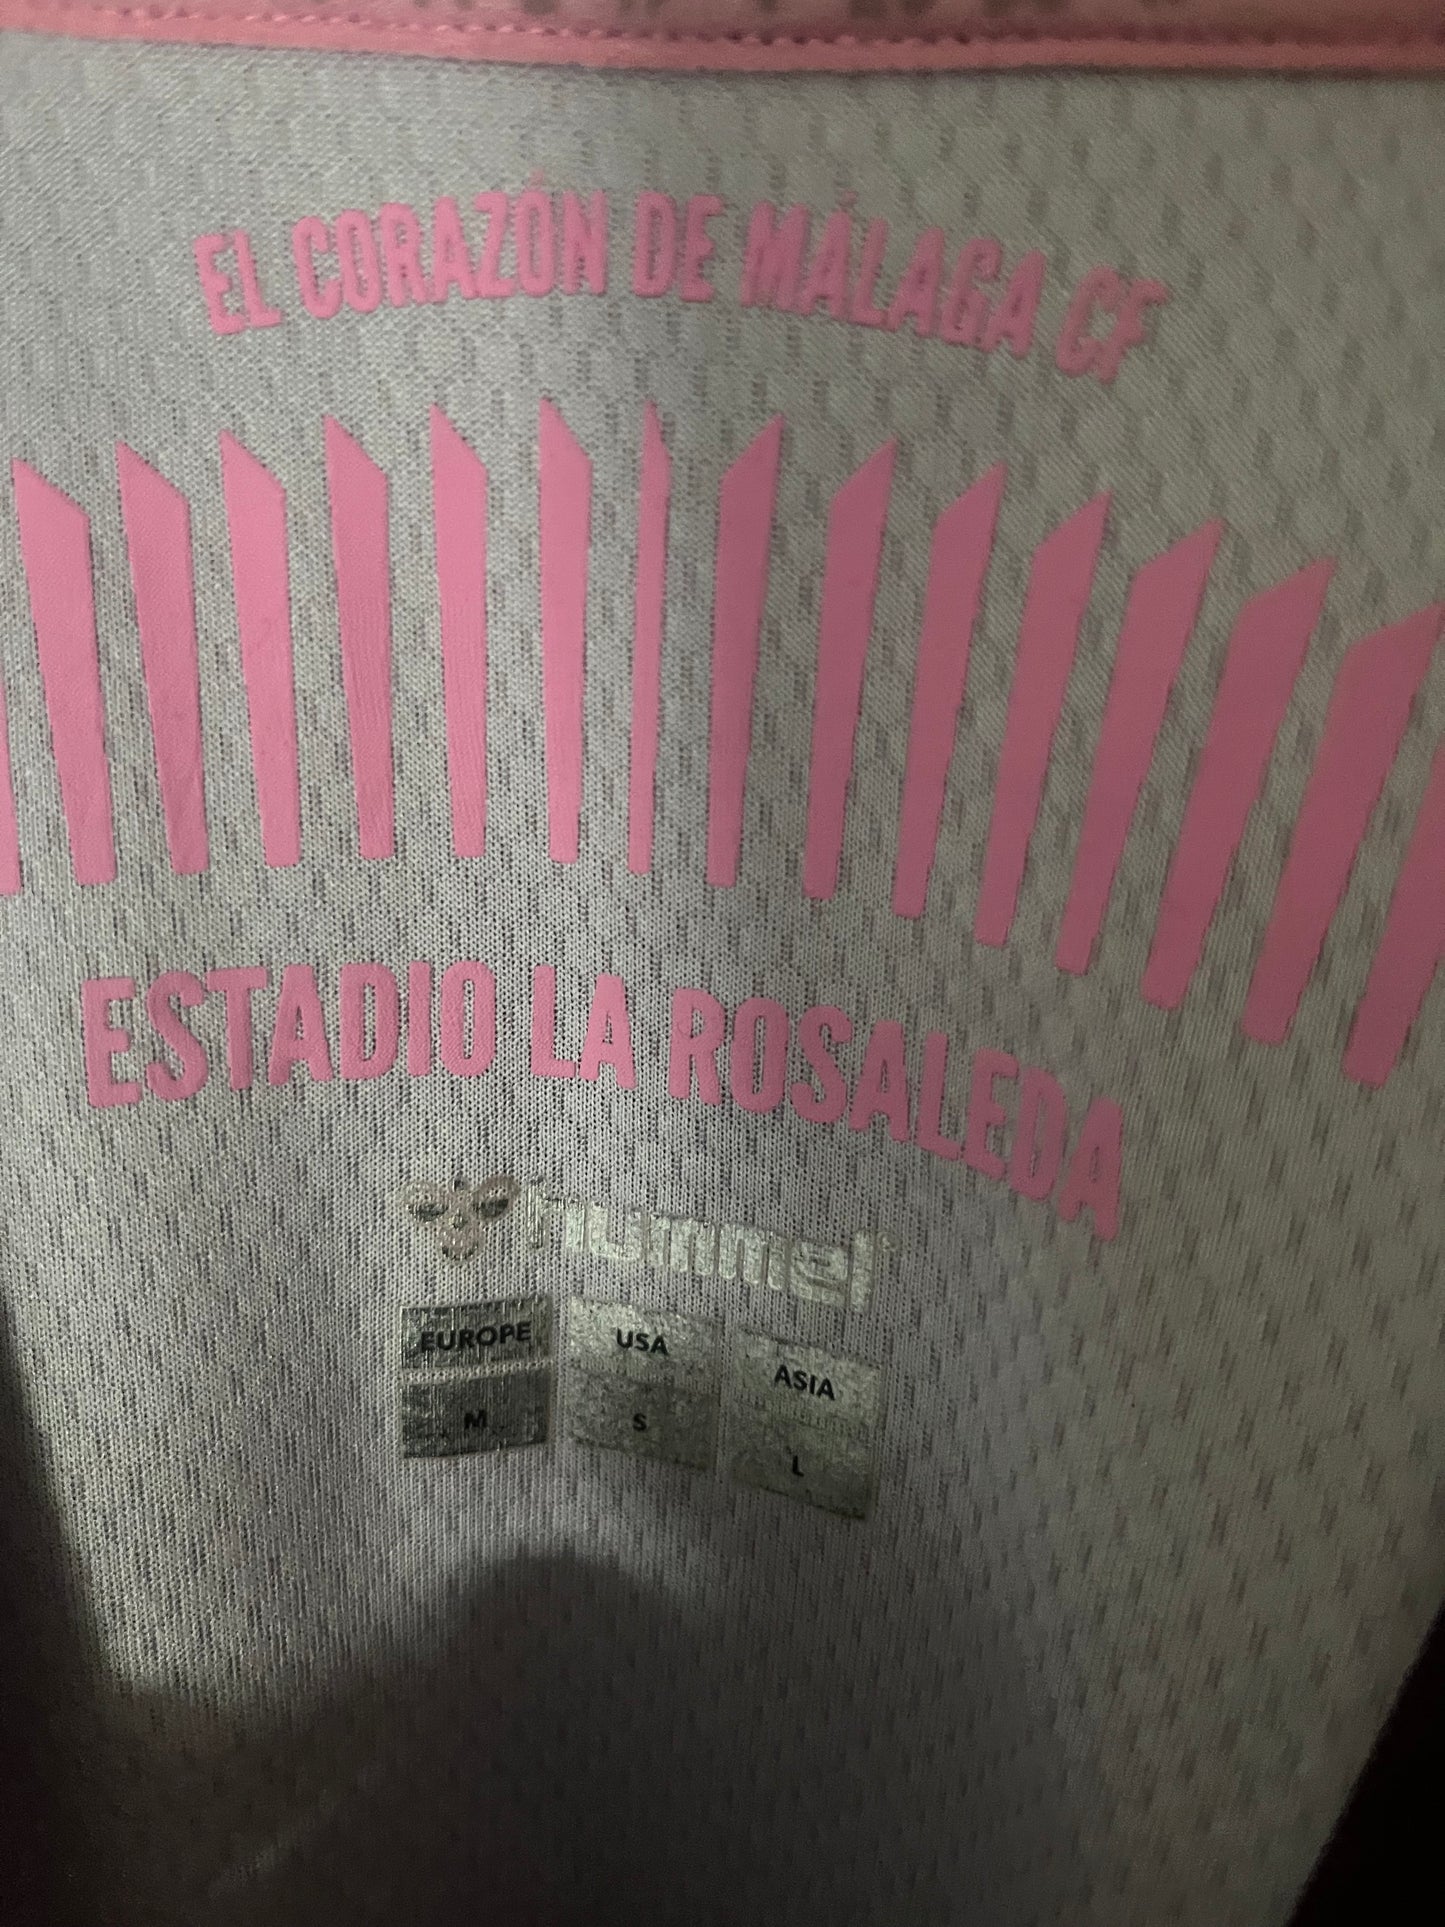 EL CORAZÓN DE MÁLAGA CF
ESTADIO LA ROSALEDA
hummel
EUROPE USA ASIA
M S L